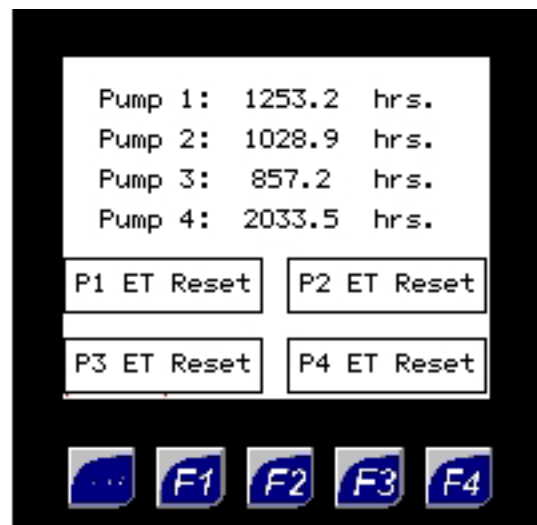 Pump 1: 1253.2 hrs.
Pump 2: 1028.9 hrs.
Pump 3: 857.2 hrs.
Pump 4: 2033.5 hrs.
P1 ET Reset P2 ET Reset
P3 ET Reset P4 ET Reset
... F1 F2 F3 F4